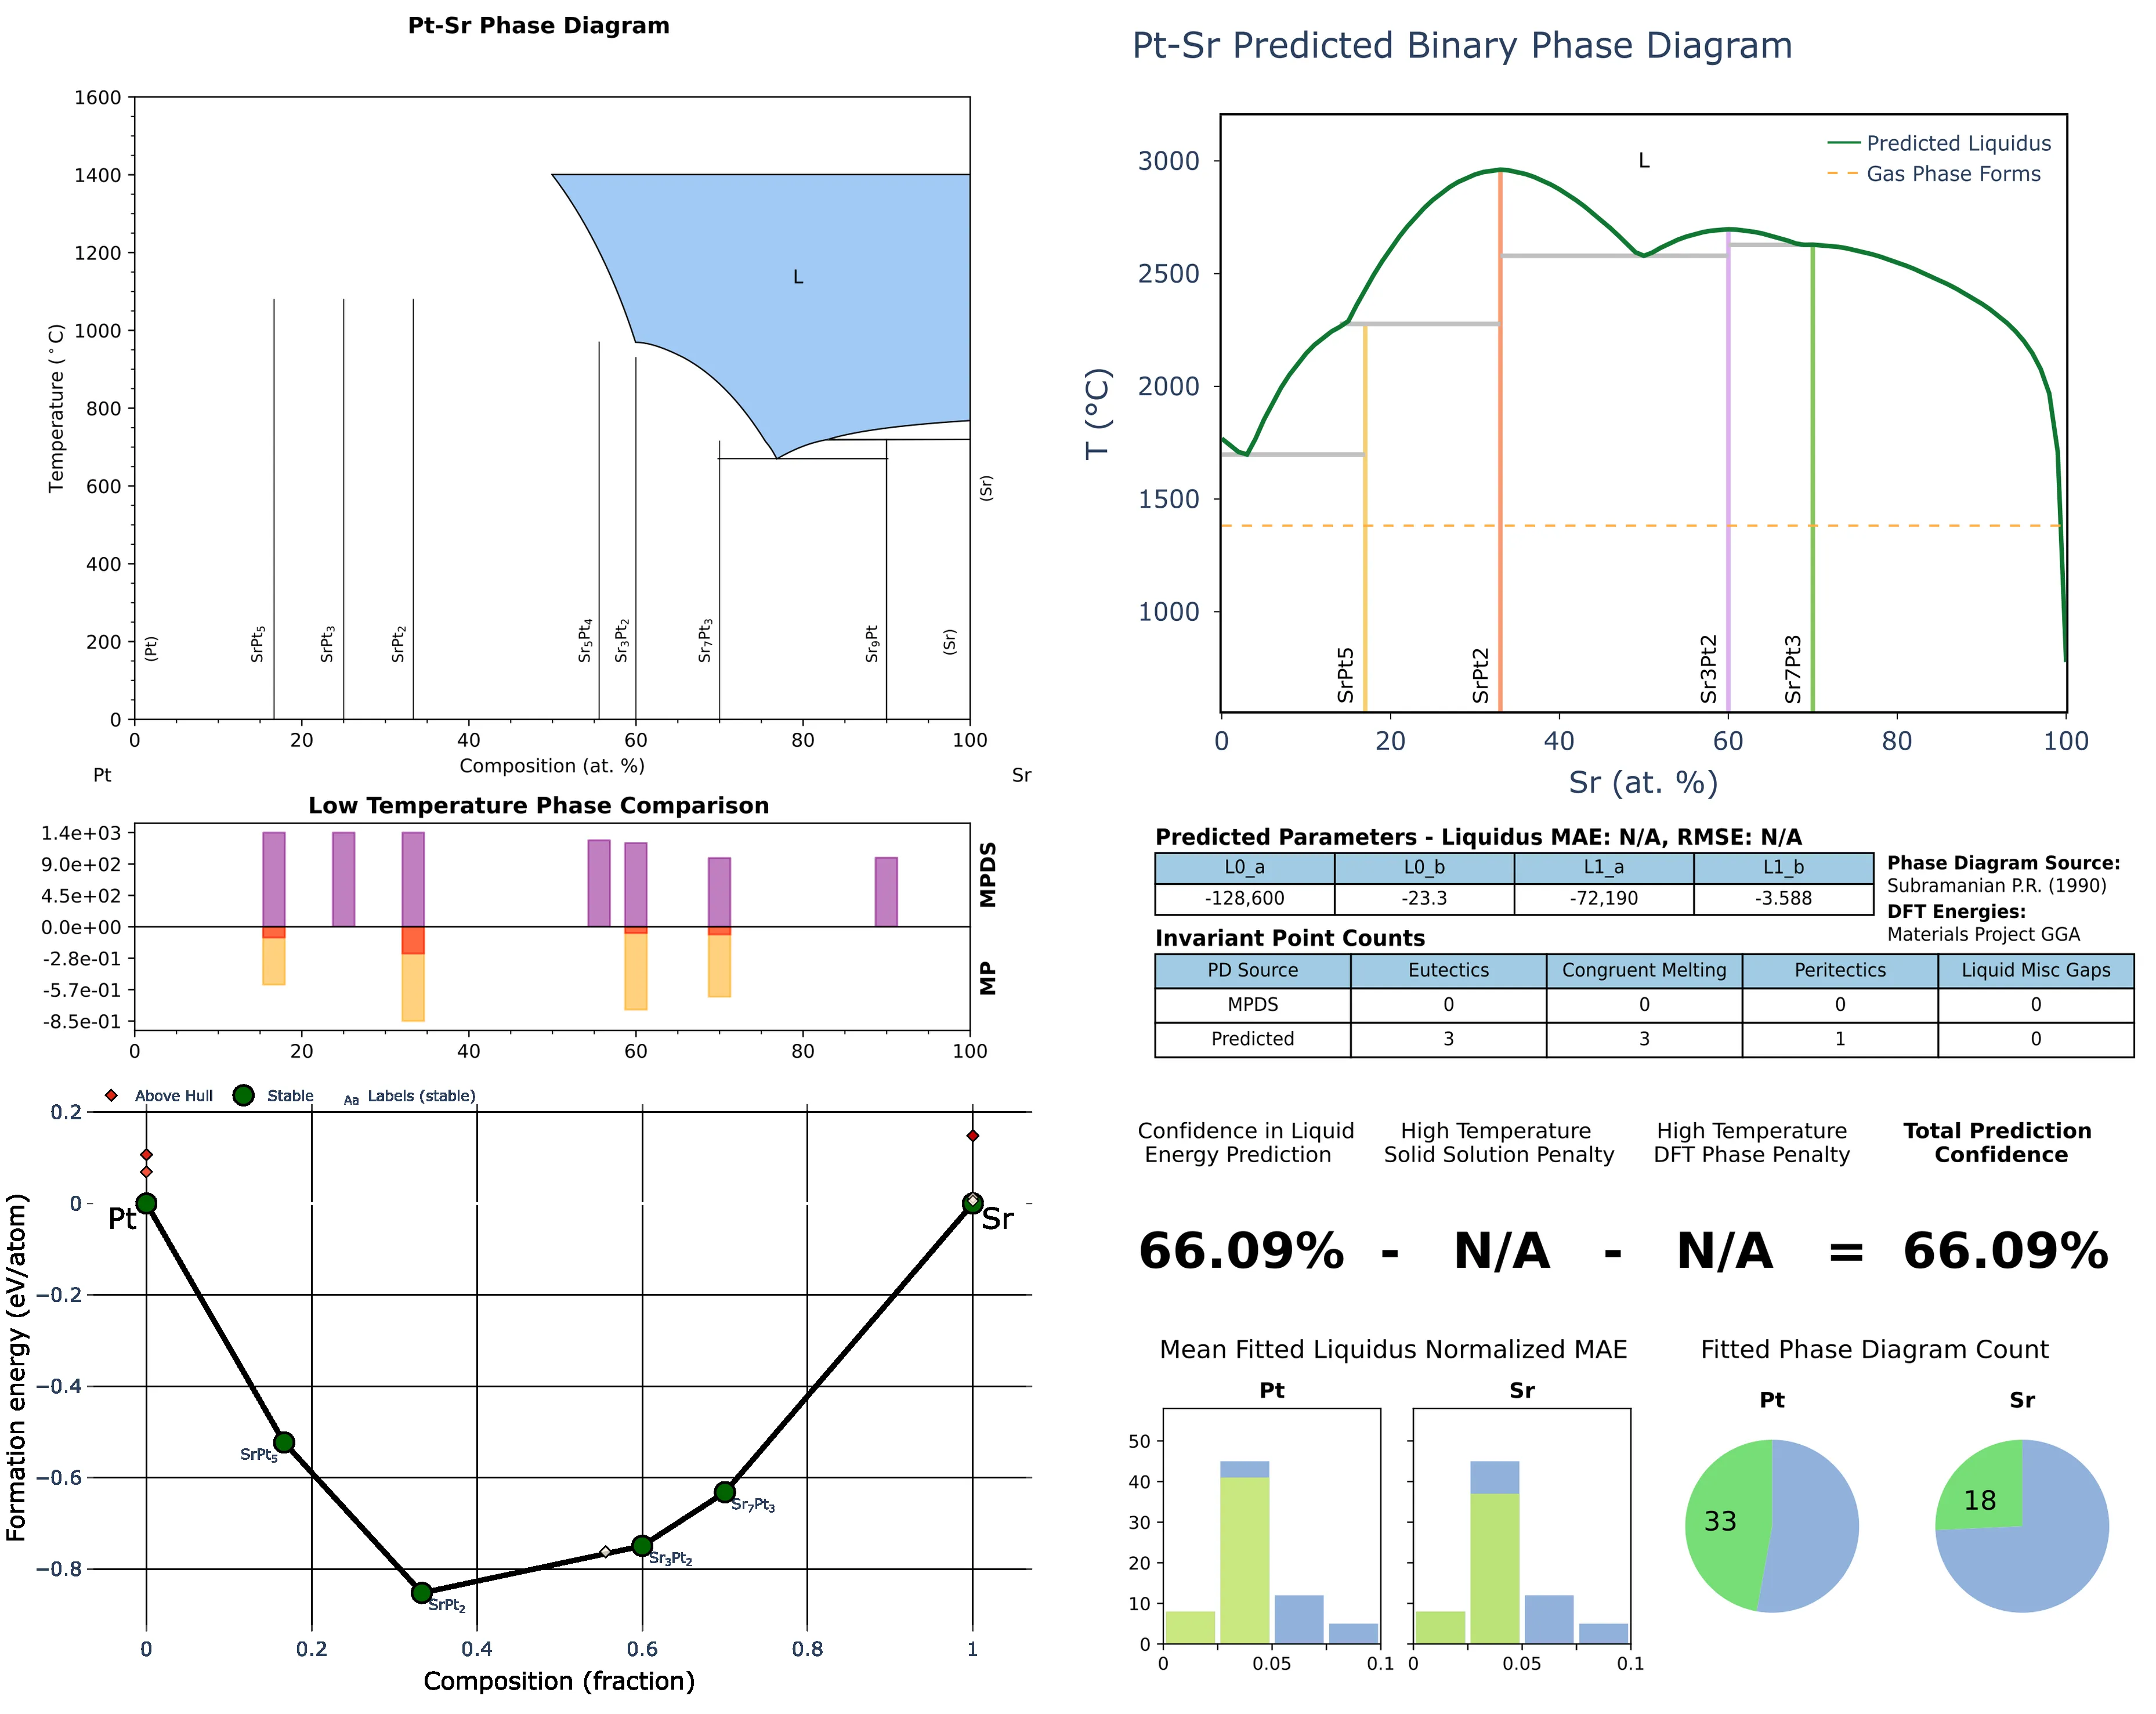 Pt-Sr Phase Diagram
1600
1400
1200
1000
800
600
400
200
0
Temperature (°C)
L
(Pt)
SrPt₅
SrPt₃
SrPt₂
Sr₅Pt₄
Sr₃Pt₂
Sr₇Pt₃
Sr₉Pt
(Sr)
(Sr)
0 20 40 60 80 100
Composition (at. %)
Pt Sr
Pt-Sr Predicted Binary Phase Diagram
3000
2500
2000
1500
1000
T (°C)
L
Predicted Liquidus
Gas Phase Forms
SrPt5
SrPt2
Sr3Pt2
Sr7Pt3
0 20 40 60 80 100
Sr (at. %)
Low Temperature Phase Comparison
1.4e+03
9.0e+02
4.5e+02
0.0e+00
-2.8e-01
-5.7e-01
-8.5e-01
MPDS
MP
0 20 40 60 80 100
Predicted Parameters - Liquidus MAE: N/A, RMSE: N/A
L0_a L0_b L1_a L1_b
-128,600 -23.3 -72,190 -3.588
Phase Diagram Source:
Subramanian P.R. (1990)
DFT Energies:
Materials Project GGA
Invariant Point Counts
PD Source Eutectics Congruent Melting Peritectics Liquid Misc Gaps
MPDS 0 0 0 0
Predicted 3 3 1 0
Above Hull Stable Aa Labels (stable)
0.2
0
−0.2
−0.4
−0.6
−0.8
Formation energy (eV/atom)
Pt
Sr
SrPt₅
SrPt₂
Sr₃Pt₂
Sr₇Pt₃
0 0.2 0.4 0.6 0.8 1
Composition (fraction)
Confidence in Liquid
Energy Prediction
High Temperature
Solid Solution Penalty
High Temperature
DFT Phase Penalty
Total Prediction
Confidence
66.09% - N/A - N/A = 66.09%
Mean Fitted Liquidus Normalized MAE
Pt Sr
50
40
30
20
10
0
0 0.05 0.1
0 0.05 0.1
Fitted Phase Diagram Count
Pt Sr
33
18